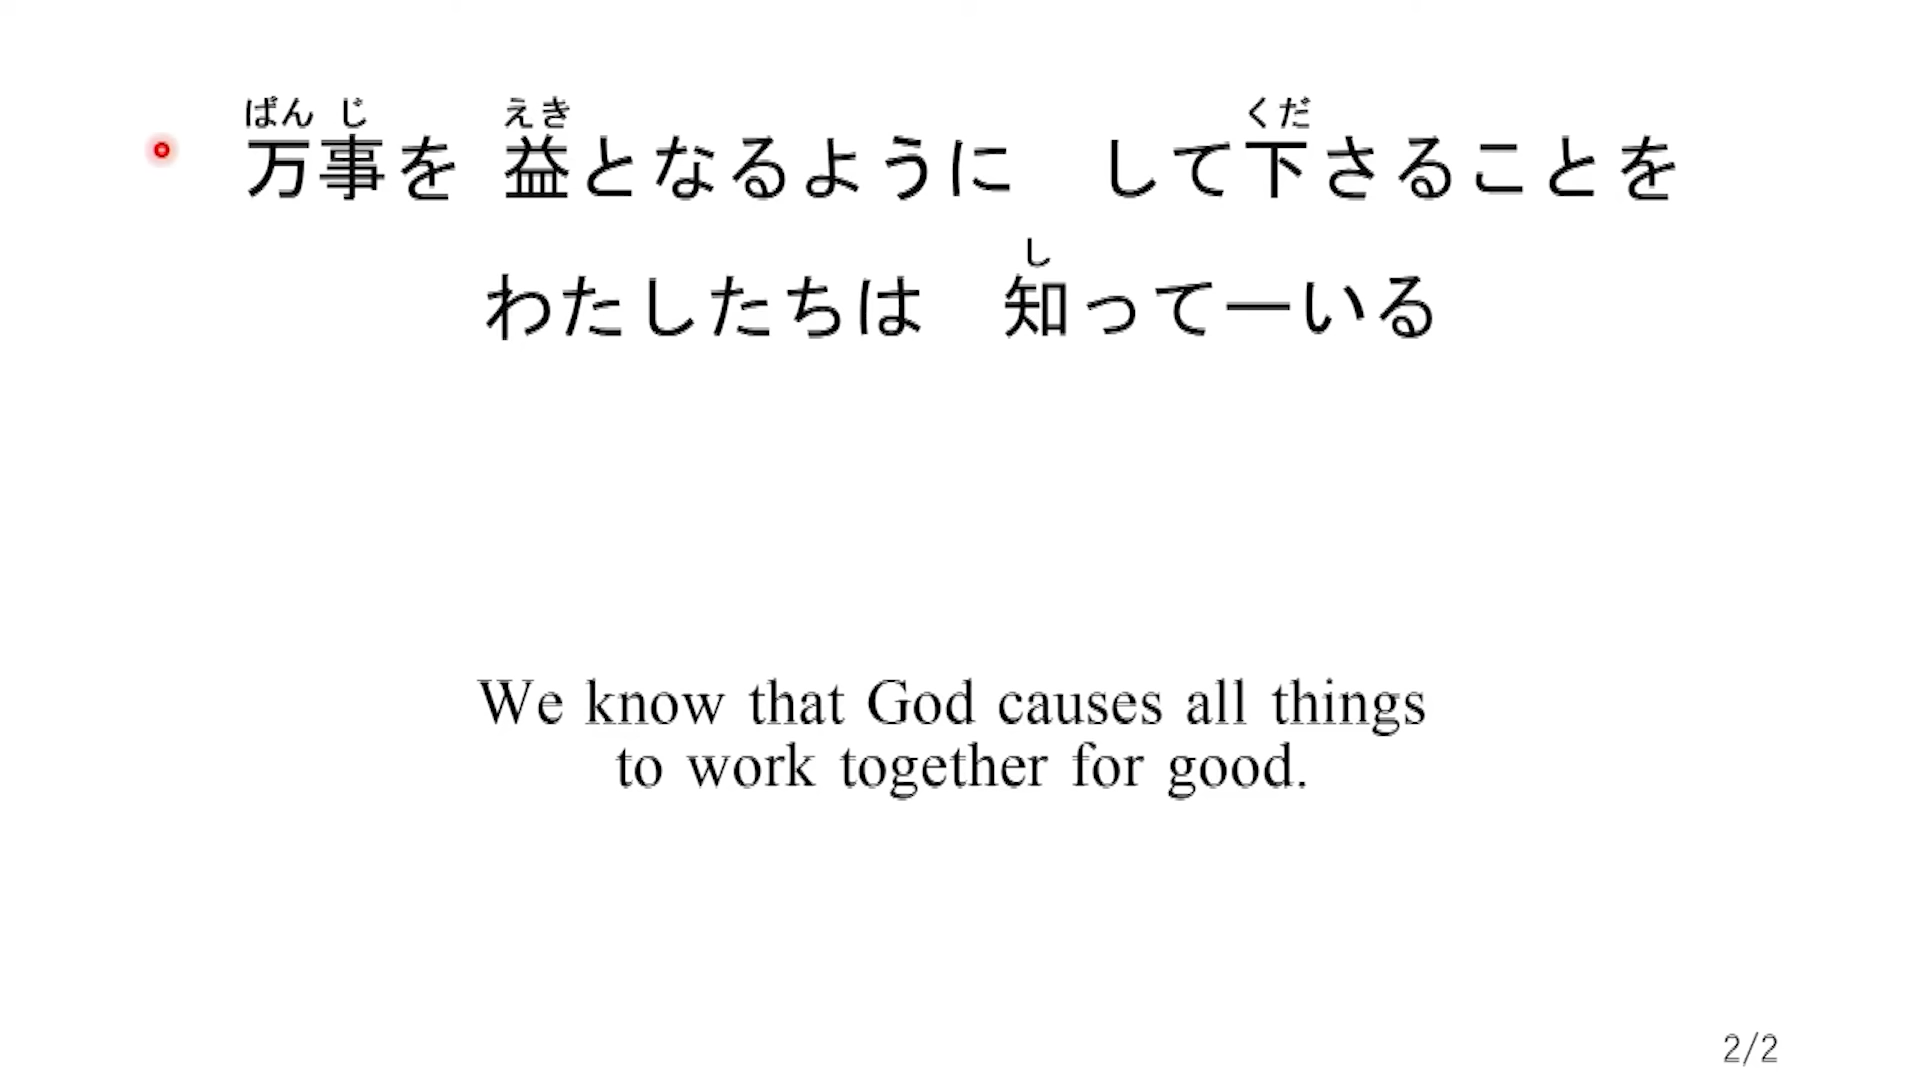 ばんじ えき くだ
万事を 益となるように して下さることを
し
わたしたちは 知ってーいる
We know that God causes all things
to work together for good.
2/2